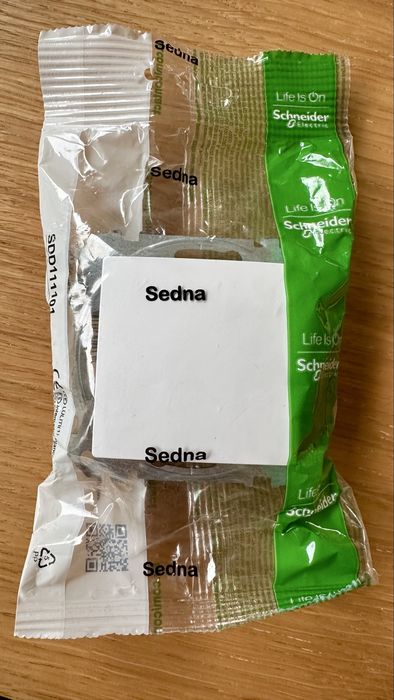 Sedna
Life Is On
Schneider
Electric
Sedna
Life Is On
Schneider
Electric
SDD1111
Sedna
Life Is On
Schneider
Electric
Sedna
Life Is
Schneider
Sedna